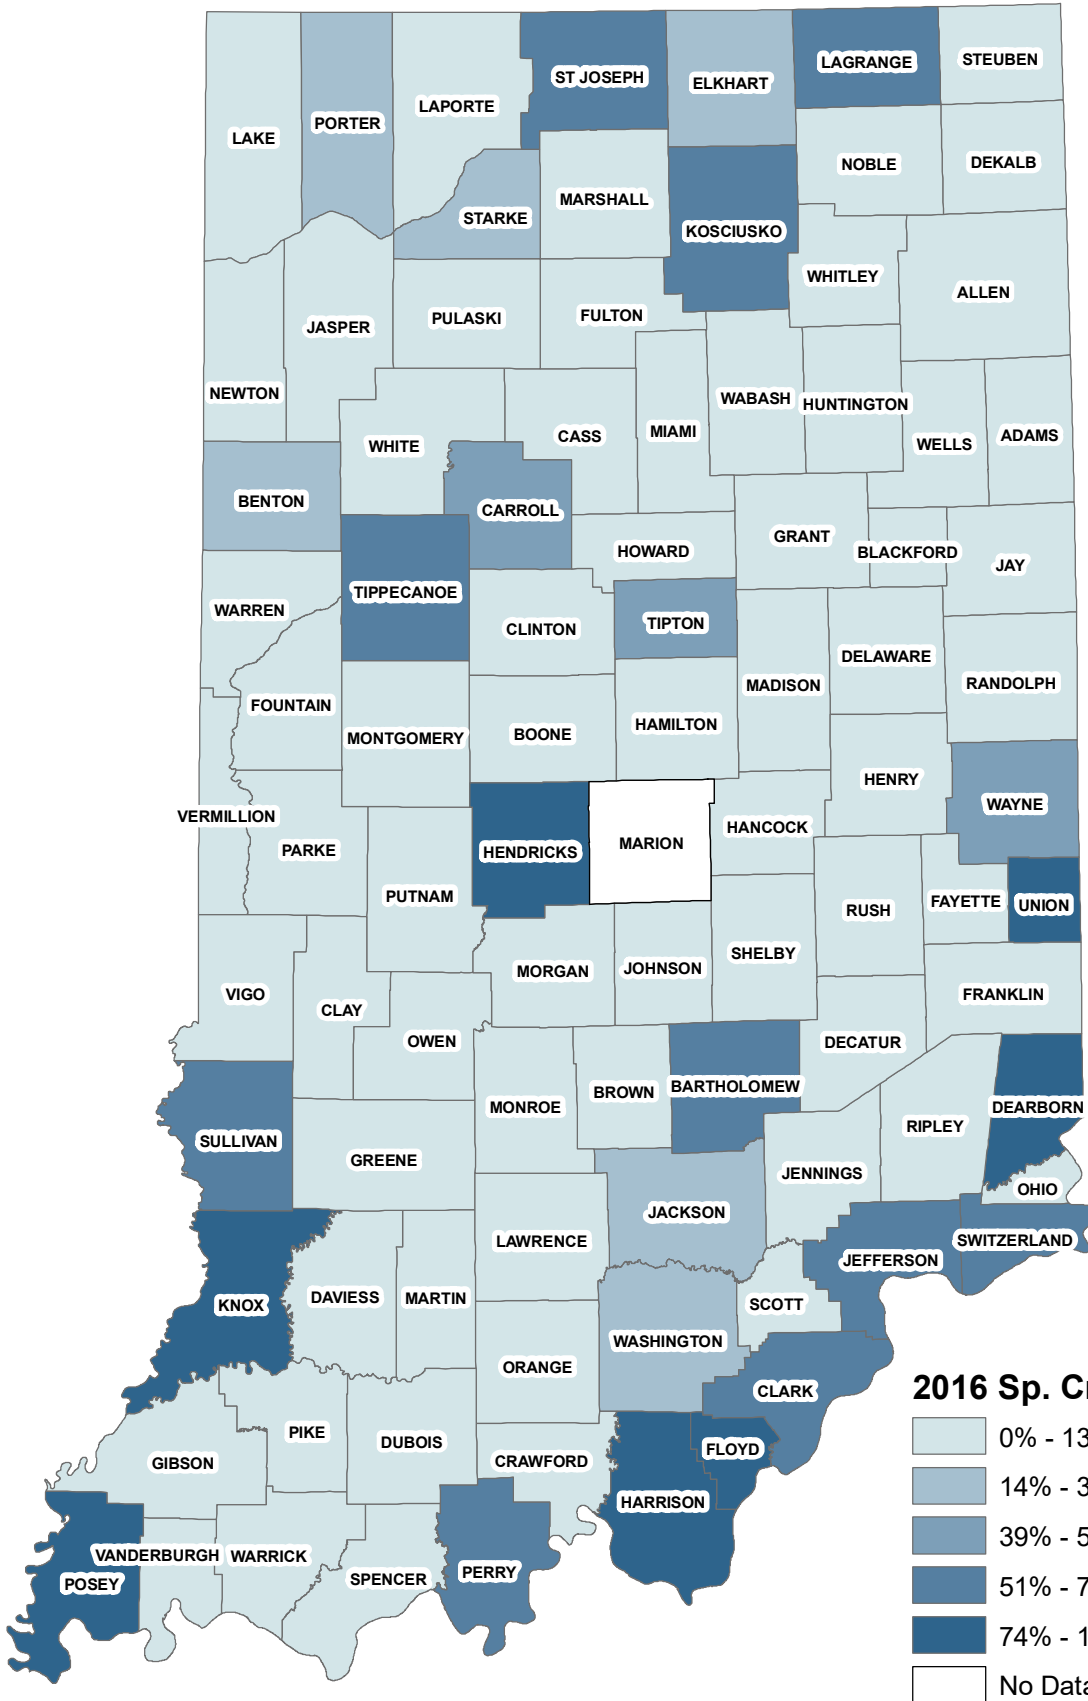 STEUBEN
LAGRANGE
ST JOSEPH
ELKHART
LAPORTE
PORTER
LAKE
NOBLE
DEKALB
MARSHALL
STARKE
KOSCIUSKO
WHITLEY
ALLEN
FULTON
PULASKI
JASPER
NEWTON
WABASH
HUNTINGTON
MIAMI
CASS
ADAMS
WELLS
WHITE
BENTON
CARROLL
GRANT
HOWARD
BLACKFORD
JAY
TIPPECANOE
WARREN
TIPTON
CLINTON
DELAWARE
RANDOLPH
MADISON
FOUNTAIN
HAMILTON
BOONE
MONTGOMERY
HENRY
WAYNE
VERMILLION
HANCOCK
MARION
HENDRICKS
PARKE
PUTNAM
FAYETTE
UNION
RUSH
SHELBY
JOHNSON
MORGAN
VIGO
FRANKLIN
CLAY
OWEN
DECATUR
BARTHOLOMEW
BROWN
MONROE
DEARBORN
RIPLEY
SULLIVAN
GREENE
JENNINGS
OHIO
JACKSON
LAWRENCE
SWITZERLAND
JEFFERSON
DAVIESS
MARTIN
KNOX
SCOTT
WASHINGTON
ORANGE
CLARK
PIKE
DUBOIS
FLOYD
CRAWFORD
GIBSON
HARRISON
VANDERBURGH
WARRICK
PERRY
SPENCER
POSEY
2016 Sp. Cr
0% - 13
14% - 3
39% - 5
51% - 7
74% - 1
No Data